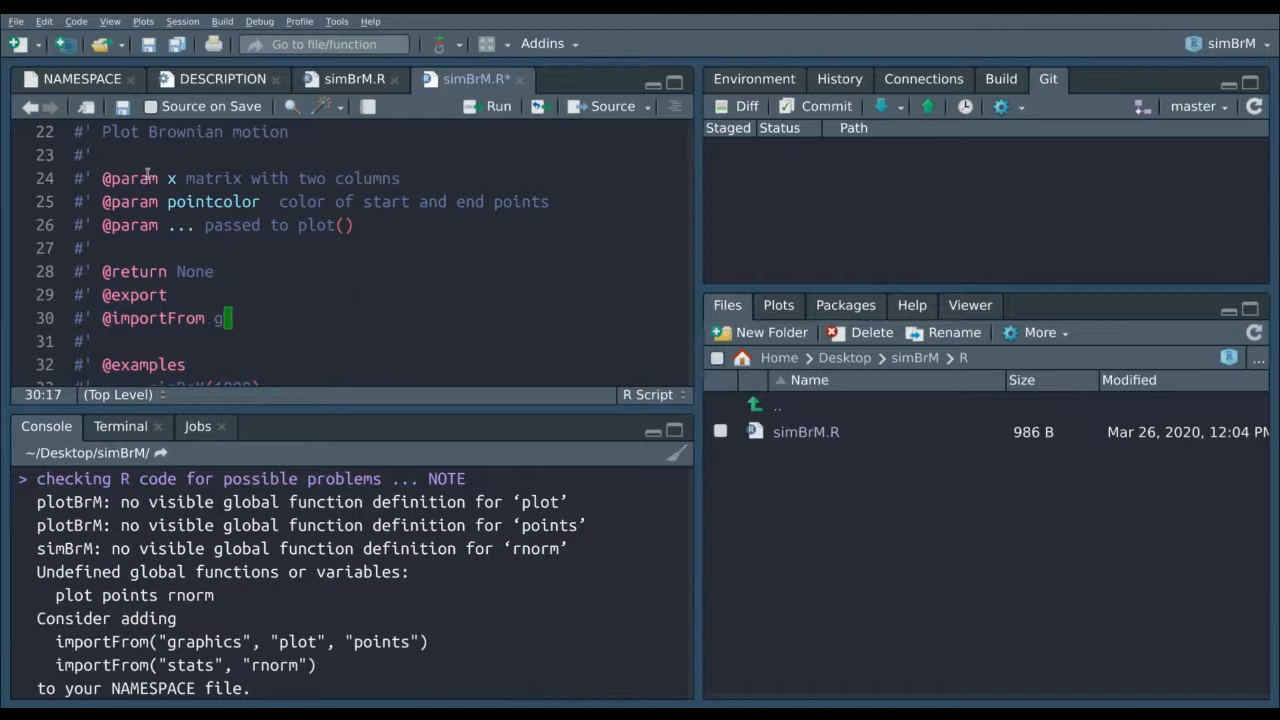 File Edit Code View Plots Session Build Debug Profile Tools Help
Go to file/function Addins simBrM
NAMESPACE DESCRIPTION simBrM.R simBrM.R*
Source on Save Run Source
22 #' Plot Brownian motion
23 #'
24 #' @param x matrix with two columns
25 #' @param pointcolor color of start and end points
26 #' @param ... passed to plot()
27 #'
28 #' @return None
29 #' @export
30 #' @importFrom g
31 #'
32 #' @examples
30:17 (Top Level) R Script
Console Terminal Jobs
~/Desktop/simBrM/
> checking R code for possible problems ... NOTE
plotBrM: no visible global function definition for ‘plot’
plotBrM: no visible global function definition for ‘points’
simBrM: no visible global function definition for ‘rnorm’
Undefined global functions or variables:
plot points rnorm
Consider adding
importFrom("graphics", "plot", "points")
importFrom("stats", "rnorm")
to your NAMESPACE file.
Environment History Connections Build Git
Diff Commit master
Staged Status Path
Files Plots Packages Help Viewer
New Folder Delete Rename More
Home Desktop simBrM R ...
Name Size Modified
..
simBrM.R 993 B Mar 26, 2020, 12:04 PM